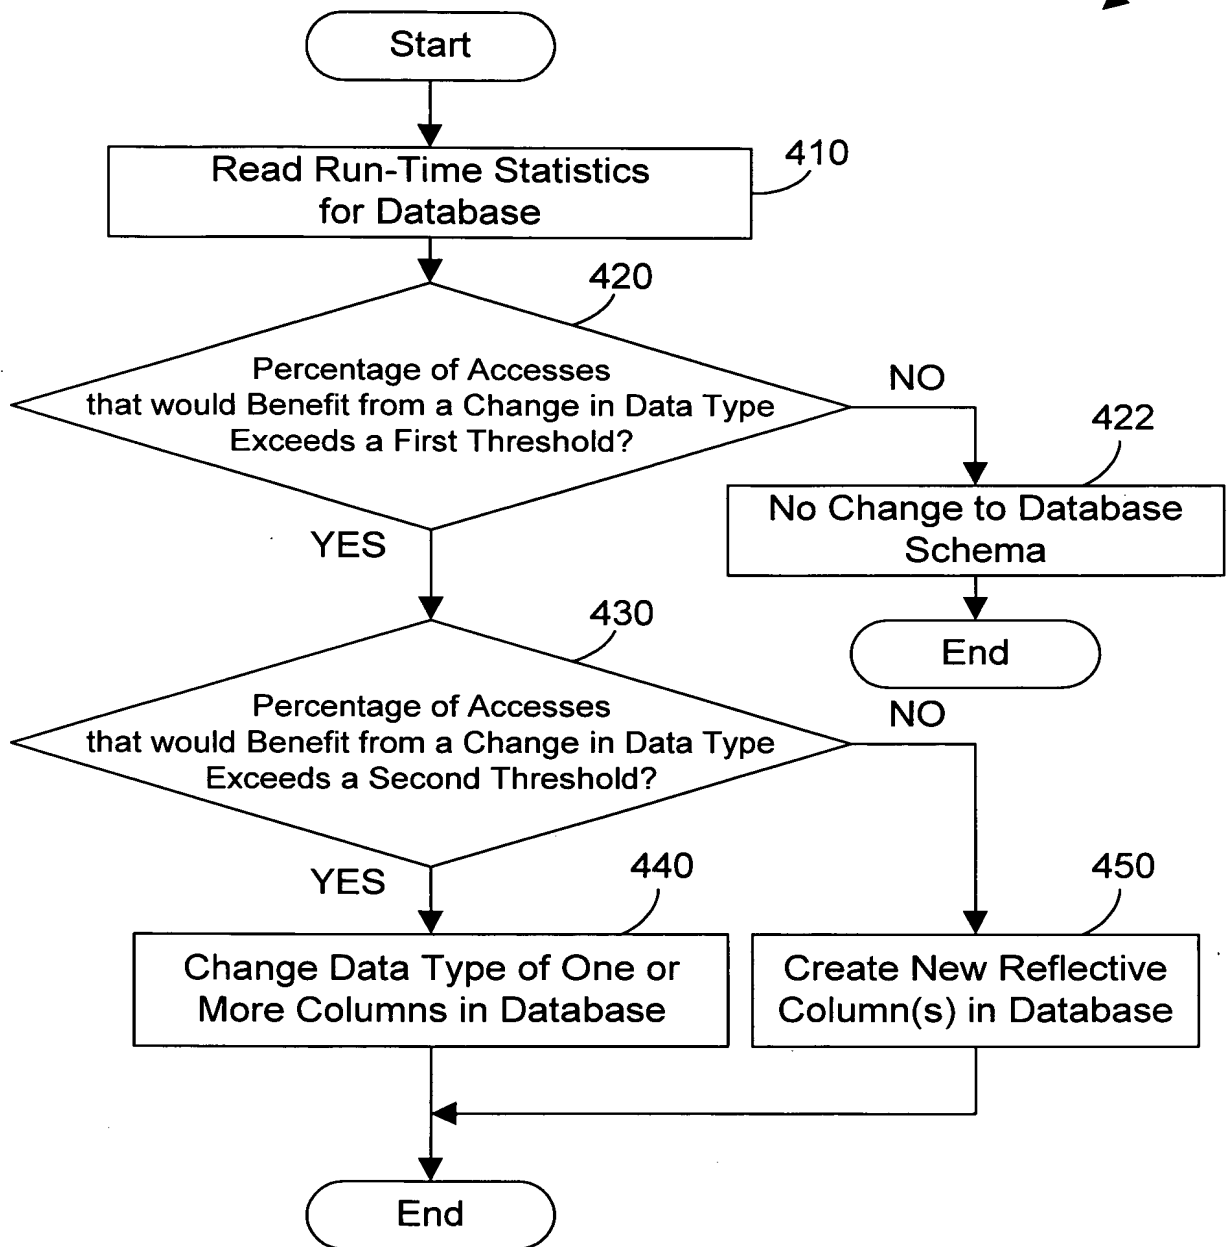 Start
410
Read Run-Time Statistics
for Database
420
Percentage of Accesses
that would Benefit from a Change in Data Type
Exceeds a First Threshold?
NO
422
No Change to Database
Schema
End
YES
430
Percentage of Accesses
that would Benefit from a Change in Data Type
Exceeds a Second Threshold?
NO
YES
440
Change Data Type of One or
More Columns in Database
450
Create New Reflective
Column(s) in Database
End